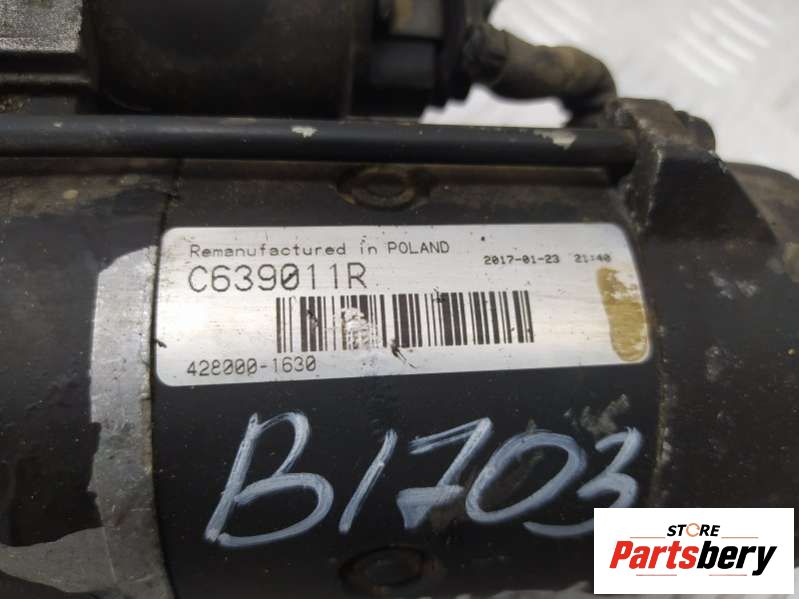 Remanufactured in POLAND 2017-01-23 21:40
C639011R
428000-1630
B1703
STORE
Partsbery